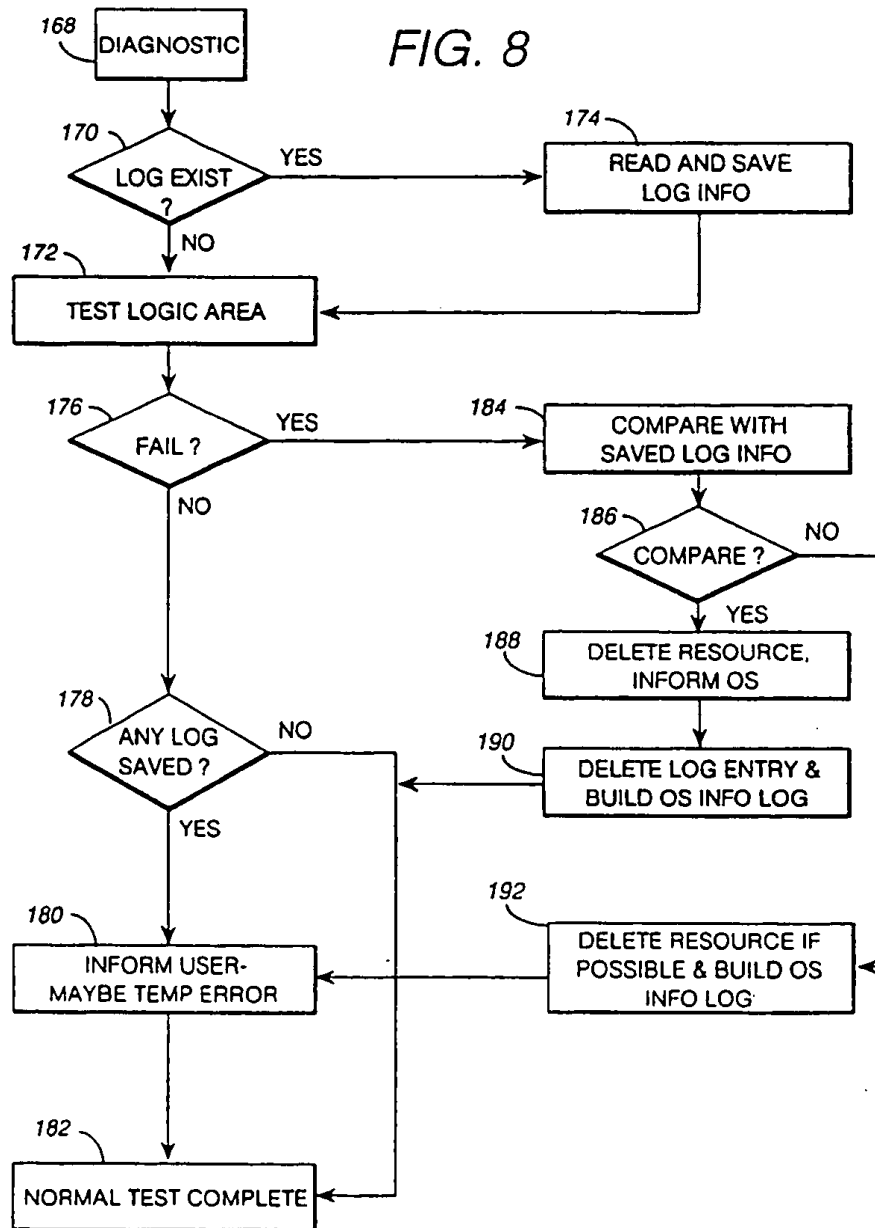 FIG. 8
168
DIAGNOSTIC
170
LOG EXIST
?
YES
NO
174
READ AND SAVE
LOG INFO
172
TEST LOGIC AREA
176
FAIL ?
YES
NO
184
COMPARE WITH
SAVED LOG INFO
186
COMPARE ?
NO
YES
188
DELETE RESOURCE,
INFORM OS
178
ANY LOG
SAVED ?
NO
YES
190
DELETE LOG ENTRY &
BUILD OS INFO LOG
192
DELETE RESOURCE IF
POSSIBLE & BUILD OS
INFO LOG
180
INFORM USER-
MAYBE TEMP ERROR
182
NORMAL TEST COMPLETE